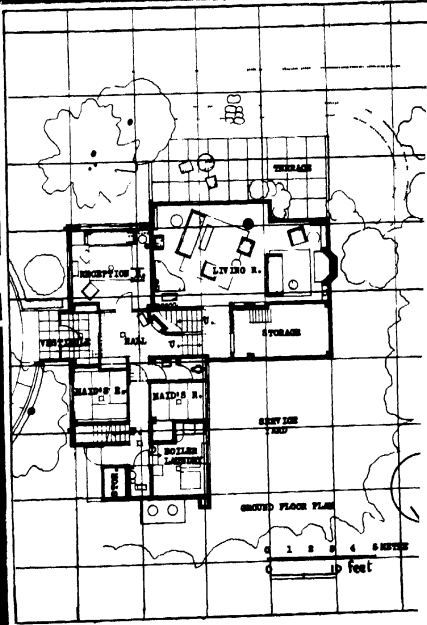 TERRACE
RECEPTION
LIVING R.
U.
STORAGE
VESTIBULE
HALL
U.
MAID'S R.
MAID'S R.
SERVICE
YARD
BOILER
LAUNDRY
STOR.
GROUND FLOOR PLAN
0 1 2 3 4 5 METRE
0 10 feet